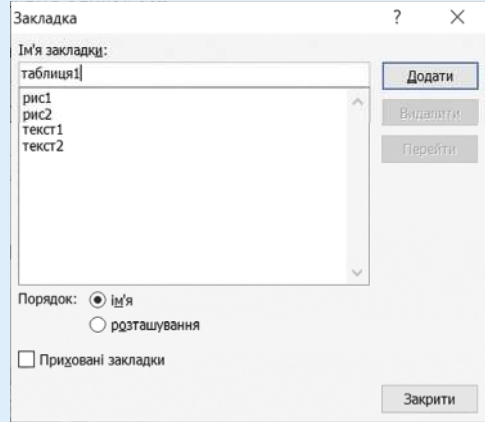 Закладка ?
Ім'я закладки:
таблиця1
Додати
рис1
рис2
текст1
текст2
Видалити
Перейти
Порядок: ім'я
розташування
Приховані закладки
Закрити